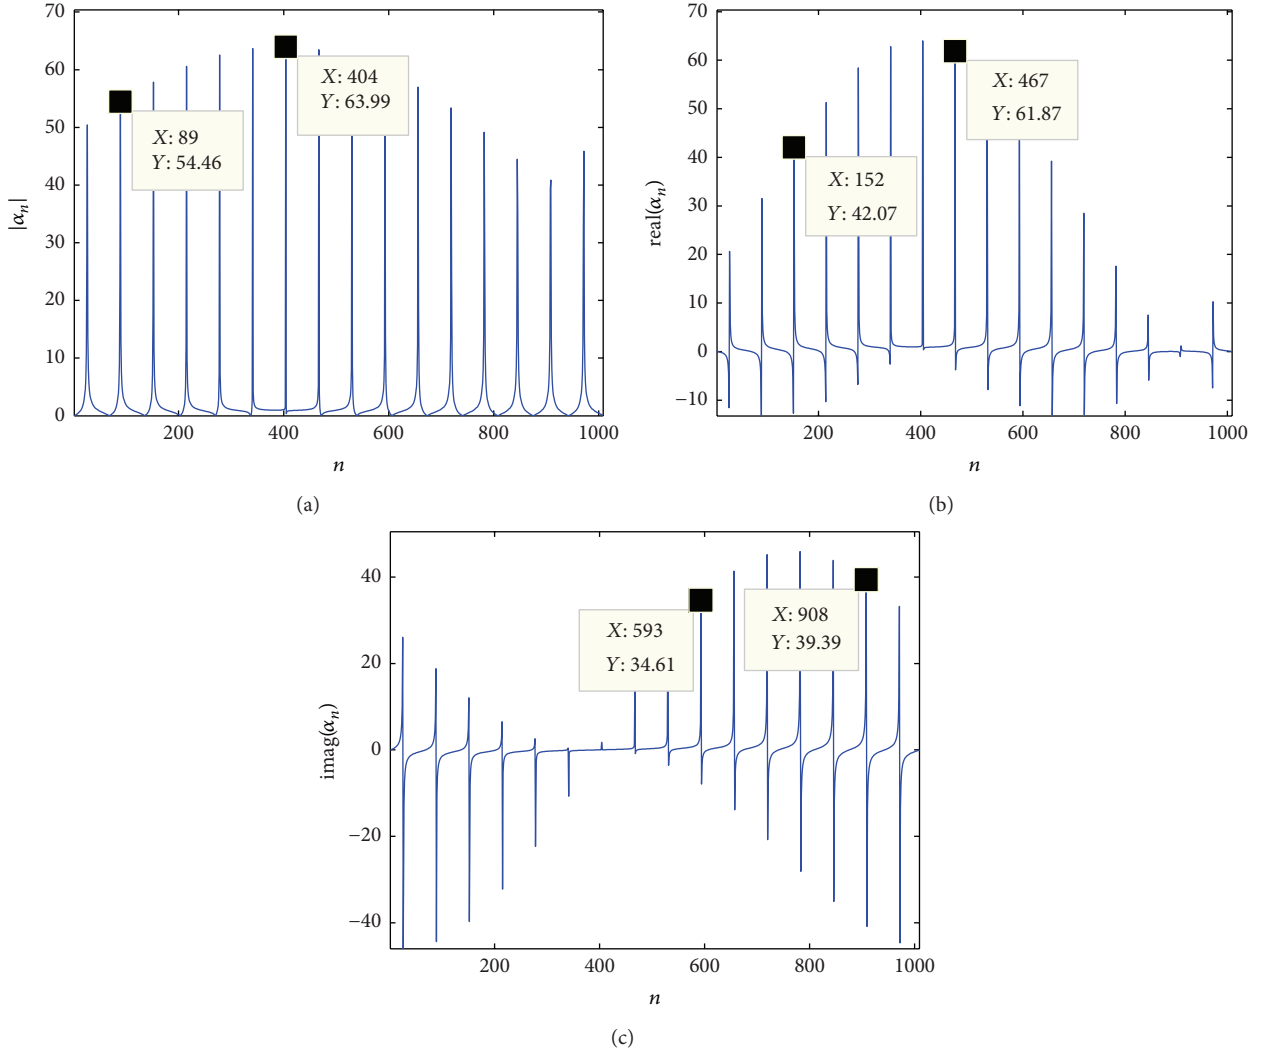 70
60
50
40
30
20
10
0
|αn|
X: 89
Y: 54.46
X: 404
Y: 63.99
200
400
600
800
1000
n
(a)
70
60
50
40
30
20
10
0
−10
real(αn)
X: 152
Y: 42.07
X: 467
Y: 61.87
200
400
600
800
1000
n
(b)
40
20
0
−20
−40
imag(αn)
X: 593
Y: 34.61
X: 908
Y: 39.39
200
400
600
800
1000
n
(c)